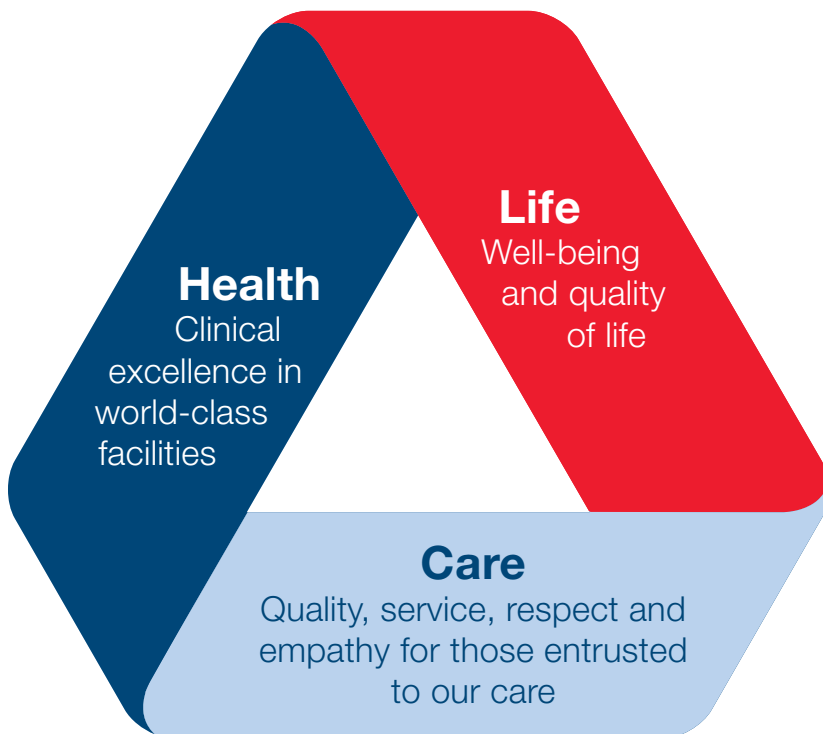 Life
Well-being
and quality
of life
Health
Clinical
excellence in
world-class
facilities
Care
Quality, service, respect and
empathy for those entrusted
to our care